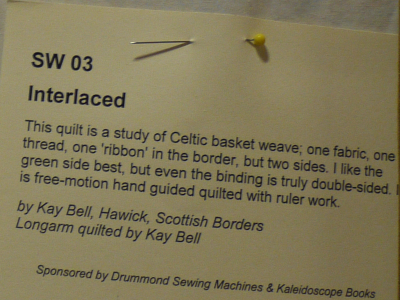 SW 03
Interlaced
This quilt is a study of Celtic basket weave; one fabric, one
thread, one 'ribbon' in the border, but two sides. I like the
green side best, but even the binding is truly double-sided. I
is free-motion hand guided quilted with ruler work.
by Kay Bell, Hawick, Scottish Borders
Longarm quilted by Kay Bell
Sponsored by Drummond Sewing Machines & Kaleidoscope Books